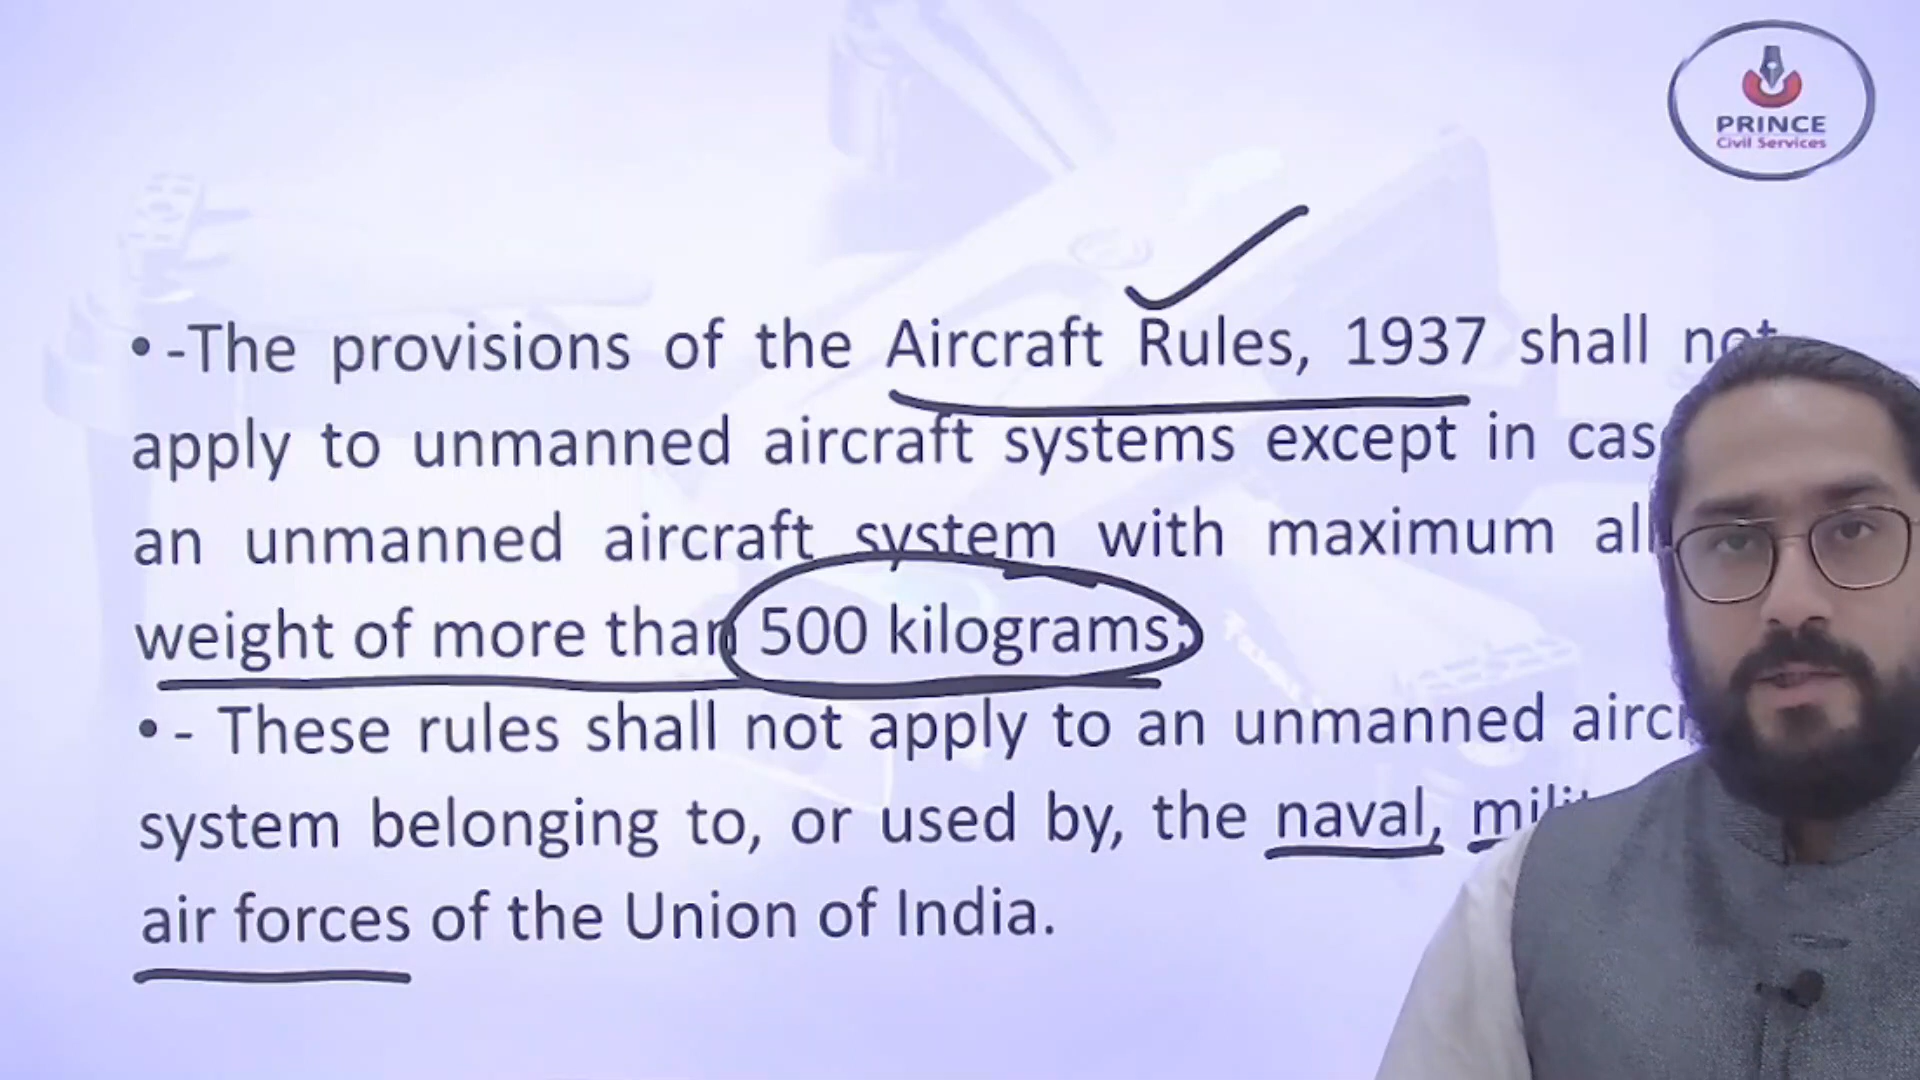 PRINCE
Civil Services
• -The provisions of the Aircraft Rules, 1937 shall not
apply to unmanned aircraft systems except in
an unmanned aircraft system with maximum
weight of more than 500 kilograms;
• - These rules shall not apply to an unmanned
system belonging to, or used by, the naval,
air forces of the Union of India.